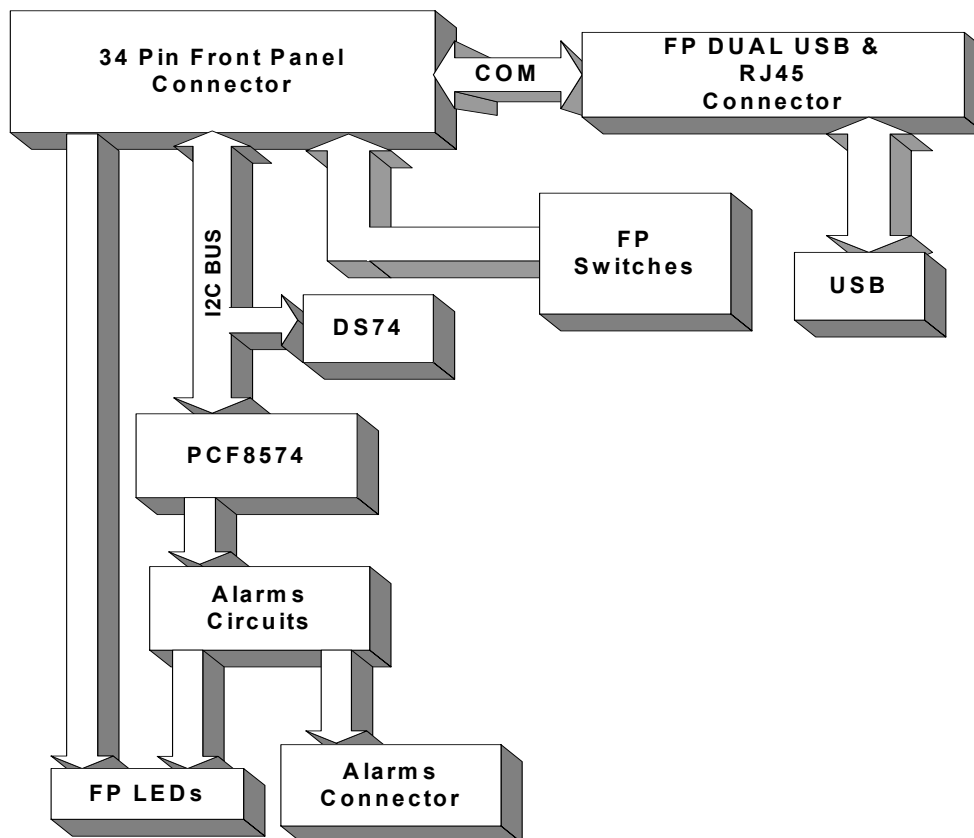 34 Pin Front Panel
Connector
COM
FP DUAL USB &
RJ45
Connector
I2C BUS
FP
Switches
USB
DS74
PCF8574
Alarms
Circuits
FP LEDs
Alarms
Connector